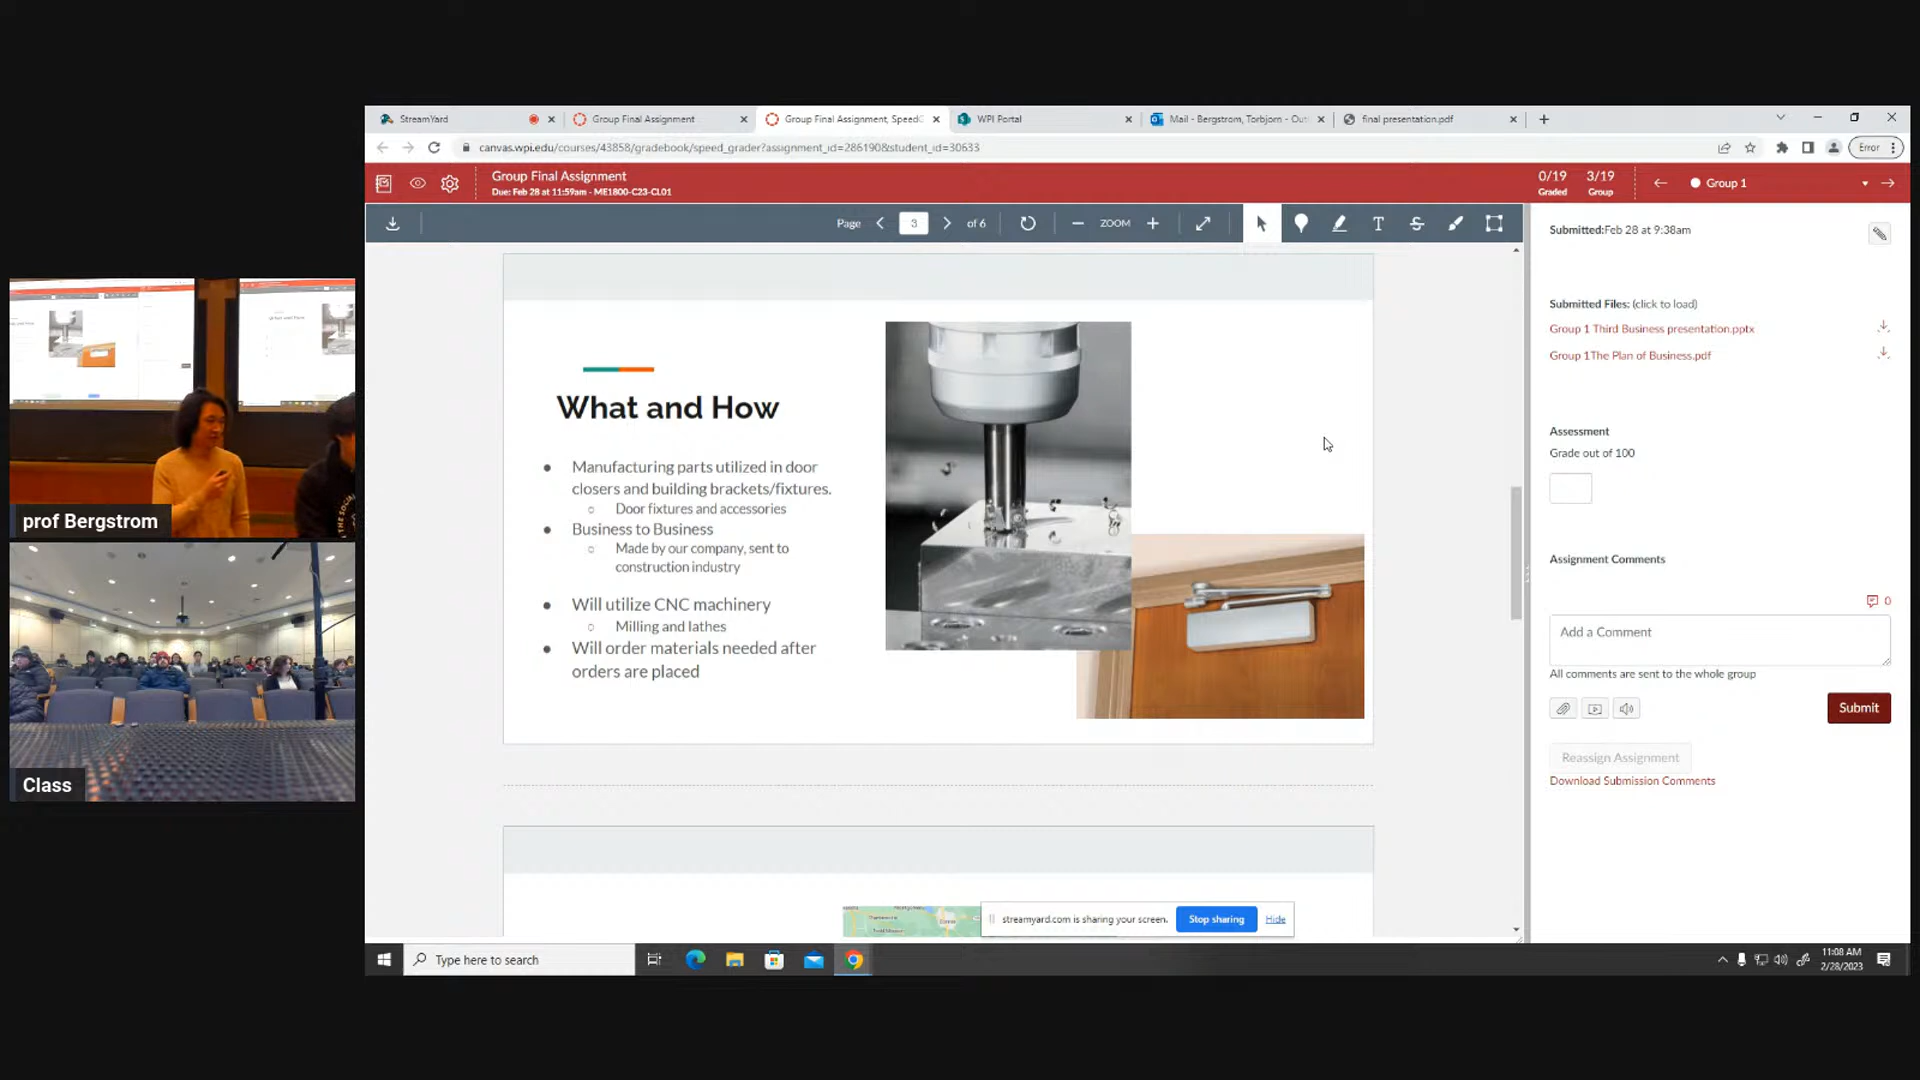 StreamYard
Group Final Assignment
Group Final Assignment, Speed
WPI Portal
Mail - Bergstrom, Torbjorn - Out
final presentation.pdf
canvas.wpi.edu/courses/43858/gradebook/speed_grader?assignment_id=286190&student_id=30633
Error
Group Final Assignment
Due: Feb 28 at 11:59am - ME1800-C23-CL01
0/19
Graded
3/19
Group
Group 1
Page
3
of 6
ZOOM
T
What and How
Manufacturing parts utilized in door
closers and building brackets/fixtures.
Door fixtures and accessories
Business to Business
Made by our company, sent to
construction industry
Will utilize CNC machinery
Milling and lathes
Will order materials needed after
orders are placed
Submitted:Feb 28 at 9:38am
Submitted Files: (click to load)
Group 1 Third Business presentation.pptx
Group 1The Plan of Business.pdf
Assessment
Grade out of 100
Assignment Comments
0
Add a Comment
All comments are sent to the whole group
Submit
Reassign Assignment
Download Submission Comments
prof Bergstrom
Class
streamyard.com is sharing your screen.
Stop sharing
Hide
Type here to search
11:08 AM
2/28/2023